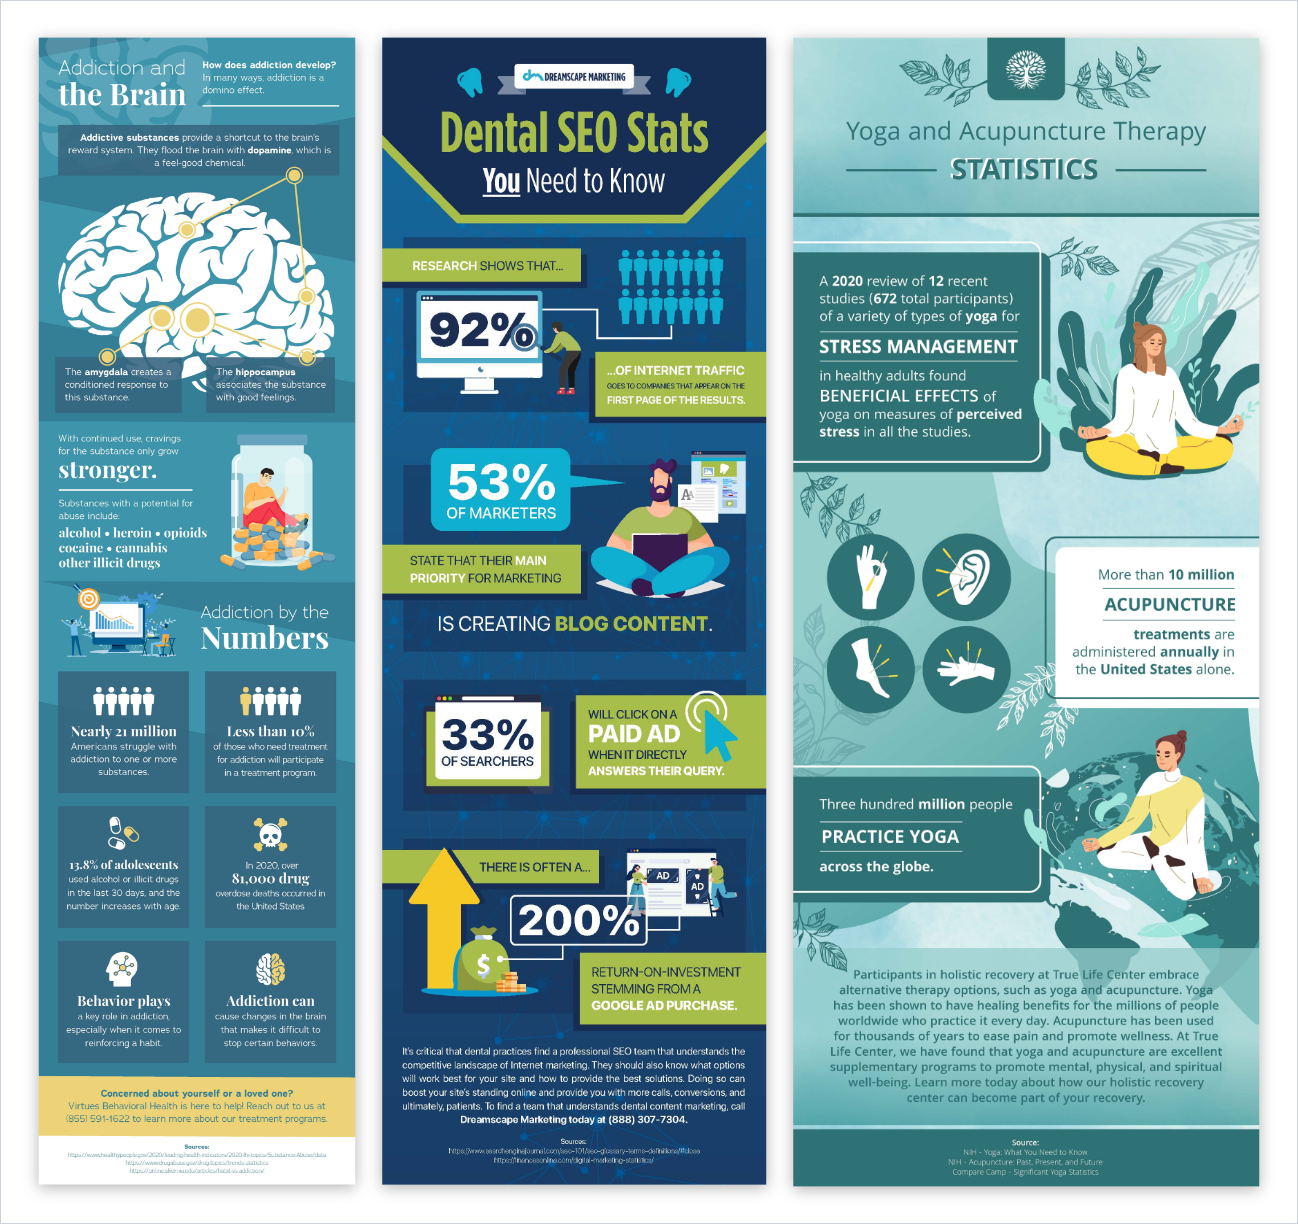 Addiction and
the Brain
How does addiction develop?
In many ways, addiction is a
domino effect.
Addictive substances provide a shortcut to the brain's
reward system. They flood the brain with dopamine, which is
a feel-good chemical.
The amygdala creates a
conditioned response to
this substance.
The hippocampus
associates the substance
with good feelings.
With continued use, cravings
for the substance only grow
stronger.
Substances with a potential for
abuse include:
alcohol • heroin • opioids
cocaine • cannabis
other illicit drugs
Addiction by the
Numbers
Nearly 21 million
Americans struggle with
addiction to one or more
substances.
Less than 10%
of those who need treatment
for addiction will participate
in a treatment program.
13.8% of adolescents
used alcohol or illicit drugs
in the last 30 days, and the
number increases with age.
In 2020, over
81,000 drug
overdose deaths occurred in
the United States
Behavior plays
a key role in addiction,
especially when it comes to
reinforcing a habit.
Addiction can
cause changes in the brain
that makes it difficult to
stop certain behaviors.
Concerned about yourself or a loved one?
Virtues Behavioral Health is here to help! Reach out to us at
(855) 591-1622 to learn more about our treatment programs.
Sources:
dm DREAMSCAPE MARKETING
Dental SEO Stats
You Need to Know
RESEARCH SHOWS THAT...
92%
...OF INTERNET TRAFFIC
GOES TO COMPANIES THAT APPEAR ON THE
FIRST PAGE OF THE RESULTS.
53%
OF MARKETERS
AA
STATE THAT THEIR MAIN
PRIORITY FOR MARKETING
IS CREATING BLOG CONTENT.
33%
OF SEARCHERS
WILL CLICK ON A
PAID AD
WHEN IT DIRECTLY
ANSWERS THEIR QUERY.
THERE IS OFTEN A...
AD
AD
200%
$
RETURN-ON-INVESTMENT
STEMMING FROM A
GOOGLE AD PURCHASE.
It's critical that dental practices find a professional SEO team that understands the
competitive landscape of Internet marketing. They should also know what options
will work best for your site and how to provide the best solutions. Doing so can
boost your site's standing online and provide you with more calls, conversions, and
ultimately, patients. To find a team that understands dental content marketing, call
Dreamscape Marketing today at (888) 307-7304.
Sources:
https://www.searchenginejournal.com/seo-101/seo-glossary-terms-definitions/#close
https://financesonline.com/digital-marketing-statistics/
Yoga and Acupuncture Therapy
STATISTICS
A 2020 review of 12 recent
studies (672 total participants)
of a variety of types of yoga for
STRESS MANAGEMENT
in healthy adults found
BENEFICIAL EFFECTS of
yoga on measures of perceived
stress in all the studies.
More than 10 million
ACUPUNCTURE
treatments are
administered annually in
the United States alone.
Three hundred million people
PRACTICE YOGA
across the globe.
Participants in holistic recovery at True Life Center embrace
alternative therapy options, such as yoga and acupuncture. Yoga
has been shown to have healing benefits for the millions of people
worldwide who practice it every day. Acupuncture has been used
for thousands of years to ease pain and promote wellness. At True
Life Center, we have found that yoga and acupuncture are excellent
supplementary programs to promote mental, physical, and spiritual
well-being. Learn more today about how our holistic recovery
center can become part of your recovery.
Source:
NIH - Yoga: What You Need to Know
NIH - Acupuncture: Past, Present, and Future
Compare Camp - Significant Yoga Statistics